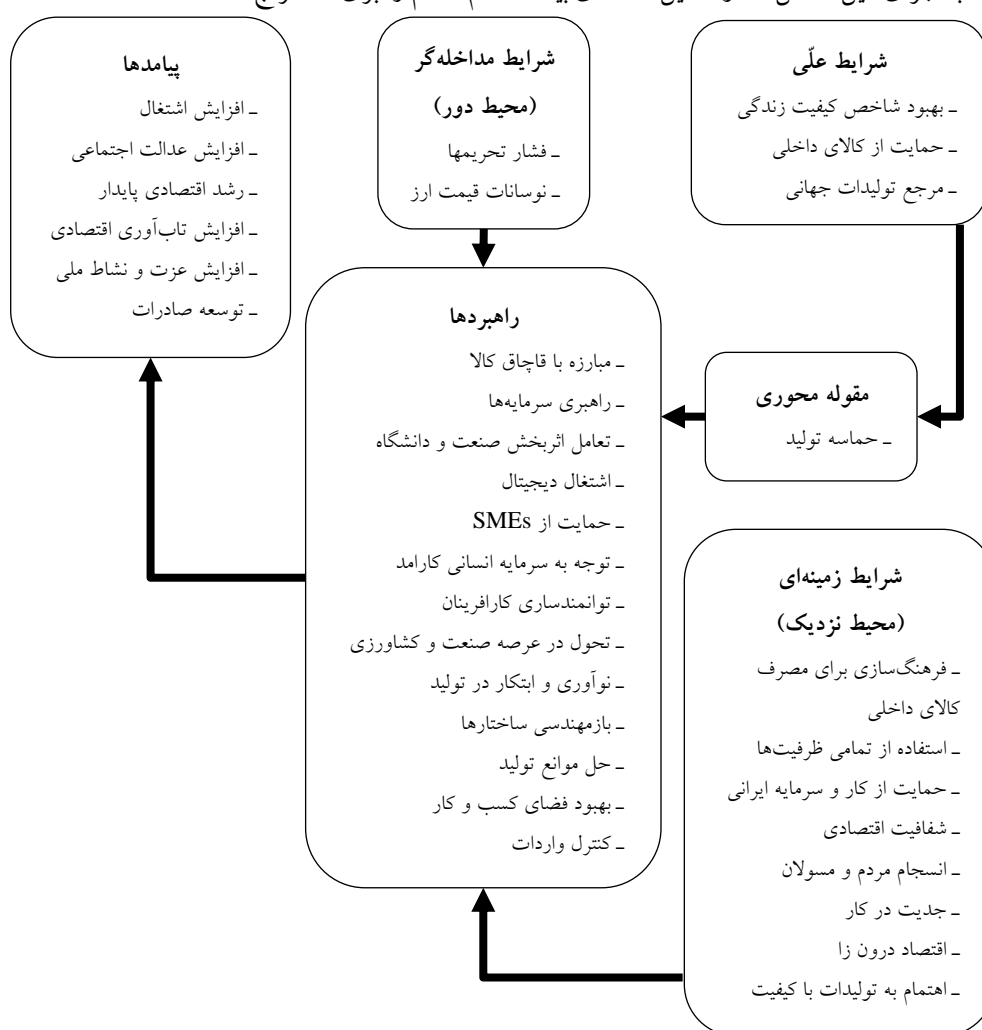 شرایط علّی
ـ بهبود شاخص کیفیت زندگی
ـ حمایت از کالای داخلی
ـ مرجع تولیدات جهانی
شرایط مداخله‌گر
(محیط دور)
ـ فشار تحریمها
ـ نوسانات قیمت ارز
پیامدها
ـ افزایش اشتغال
ـ افزایش عدالت اجتماعی
ـ رشد اقتصادی پایدار
ـ افزایش تاب‌آوری اقتصادی
ـ افزایش عزت و نشاط ملی
ـ توسعه صادرات
مقوله محوری
ـ حماسه تولید
راهبردها
ـ مبارزه با قاچاق کالا
ـ راهبری سرمایه‌ها
ـ تعامل اثربخش صنعت و دانشگاه
ـ اشتغال دیجیتال
ـ حمایت از SMEs
ـ توجه به سرمایه انسانی کارامد
ـ توانمندساری کارافرینان
ـ تحول در عرصه صنعت و کشاورزی
ـ نوآوری و ابتکار در تولید
ـ بازمهندسی ساختارها
ـ حل موانع تولید
ـ بهبود فضای کسب و کار
ـ کنترل واردات
شرایط زمینه‌ای
(محیط نزدیک)
ـ فرهنگ‌سازی برای مصرف
کالای داخلی
ـ استفاده از تمامی ظرفیت‌ها
ـ حمایت از کار و سرمایه ایرانی
ـ شفافیت اقتصادی
ـ انسجام مردم و مسولان
ـ جدیت در کار
ـ اقتصاد درون زا
ـ اهتمام به تولیدات با کیفیت